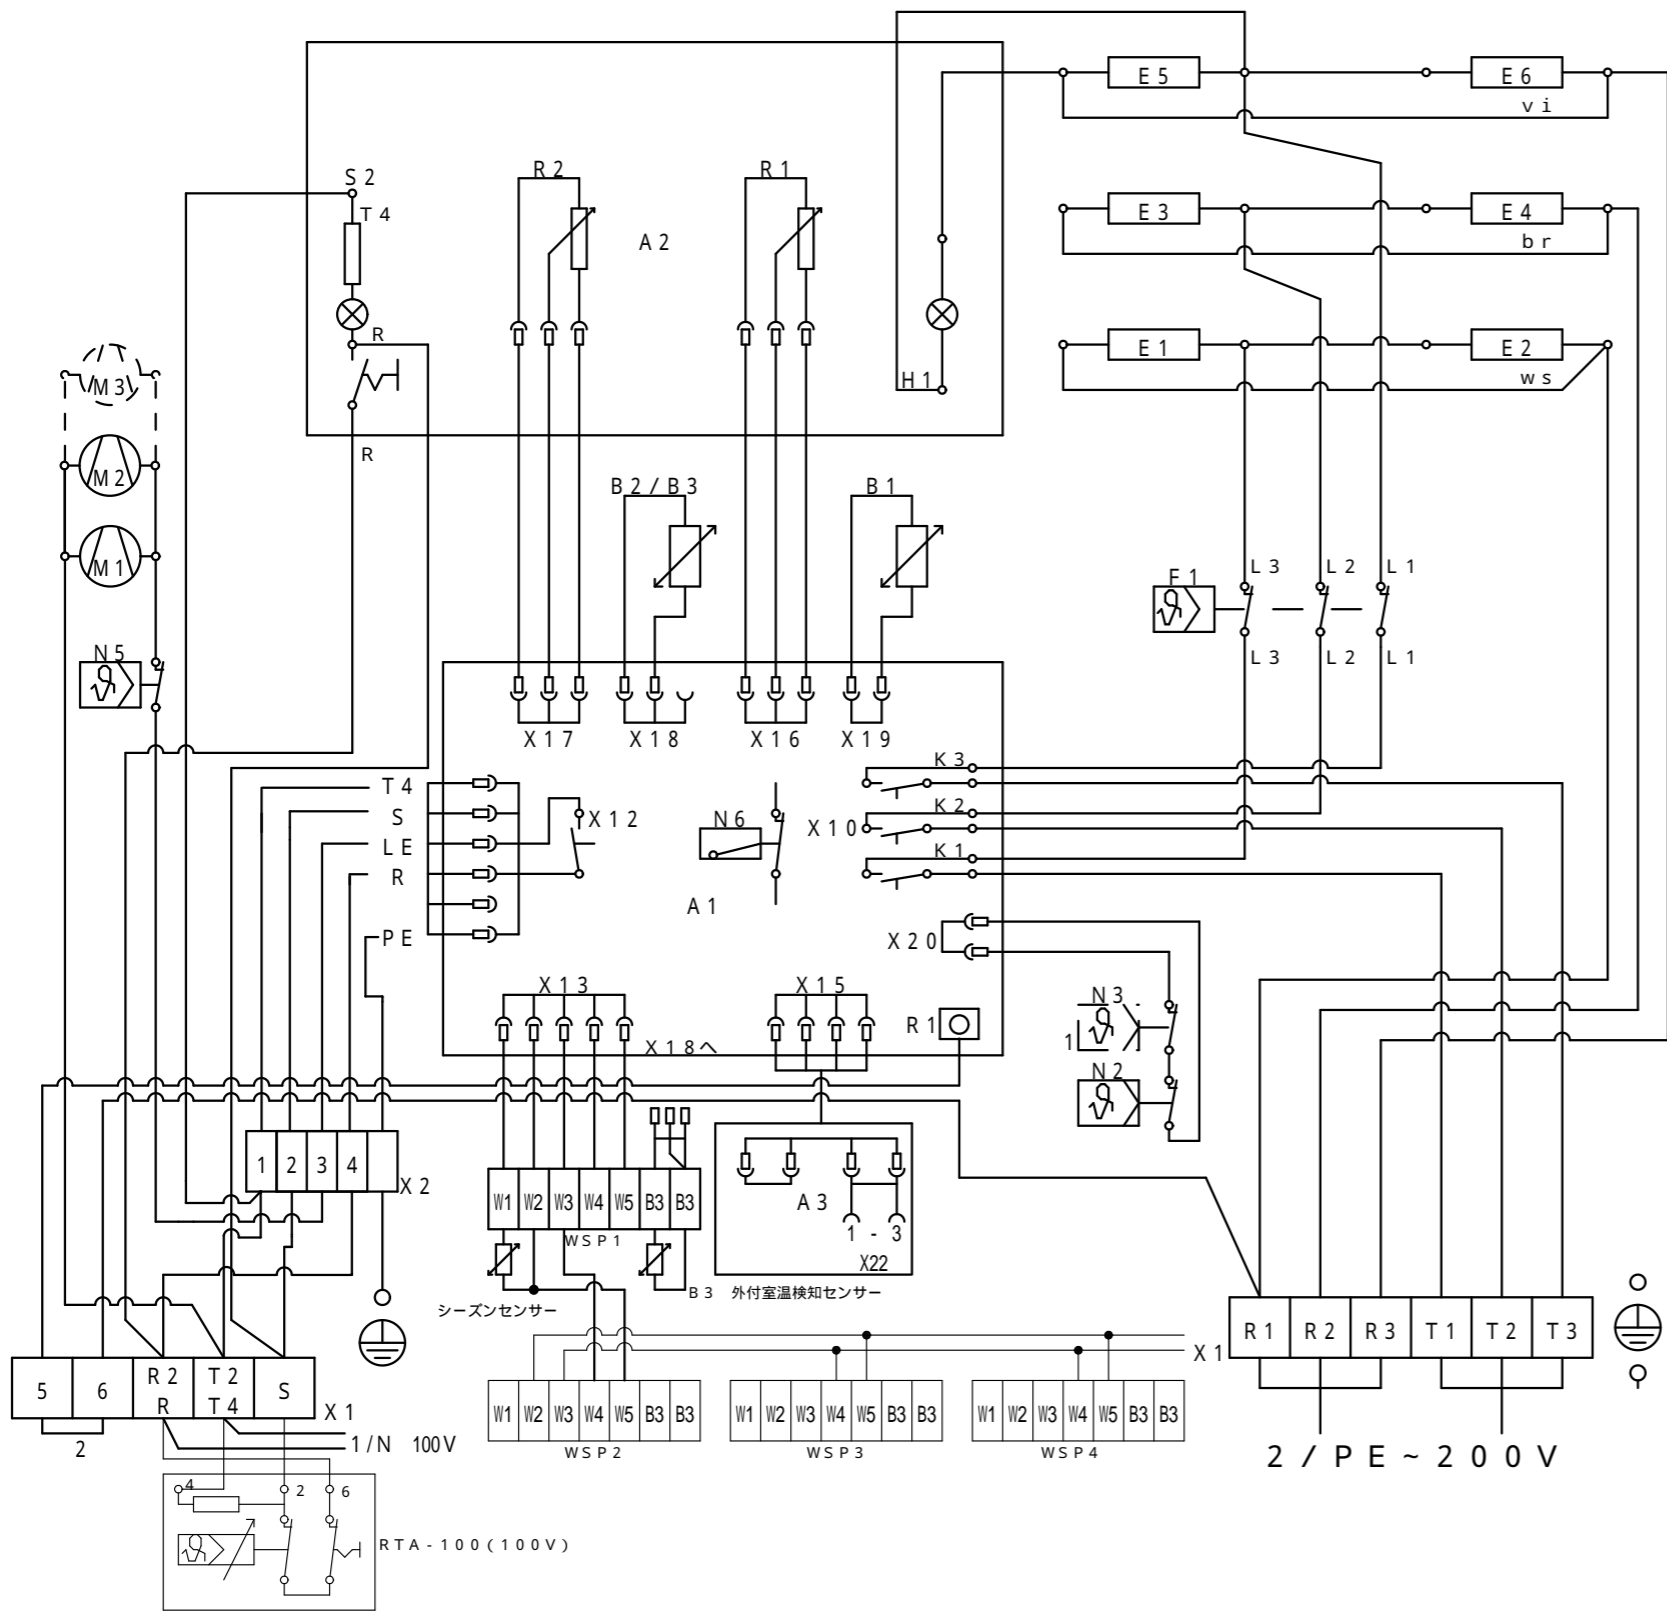 E5
E6
vi
S2
T4
R2
R1
A2
E3
E4
br
R
H1
E1
E2
ws
M3
R
M2
M1
B2/B3
B1
F1
L3
L2
L1
L3
L2
L1
N5
X17
X18
X16
X19
T4
S
LE
R
PE
X12
N6
A1
X10
K3
K2
K1
X20
X13
X15
R1
X18へ
N3
1
N2
1
2
3
4
X2
W1
W2
W3
W4
W5
B3
B3
WSP1
A3
1-3
X22
シーズンセンサー
B3
外付室温検知センサー
X1
R1
R2
R3
T1
T2
T3
5
6
R2
R
T2
T4
S
X1
2
1/N 100V
W1
W2
W3
W4
W5
B3
B3
WSP2
W1
W2
W3
W4
W5
B3
B3
WSP3
W1
W2
W3
W4
W5
B3
B3
WSP4
2/PE~200V
4
2
6
RTA-100(100V)